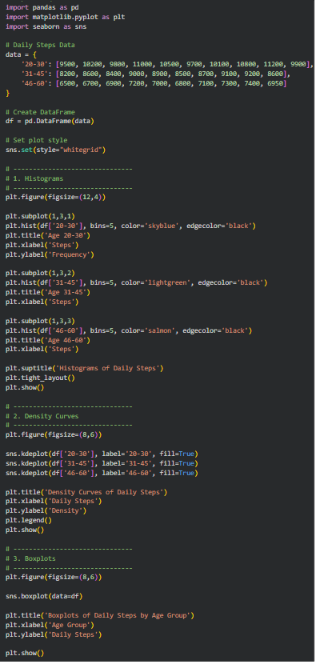 import pandas as pd
import matplotlib.pyplot as plt
import seaborn as sns
# Daily Steps Data
data = {
'20-30': [9500, 10200, 9800, 11000, 10500, 9700, 10100, 10800, 11200, 9900],
'31-45': [8200, 8600, 8400, 9000, 8900, 8500, 8700, 9100, 9200, 8600],
'46-60': [6500, 6700, 6900, 7200, 7000, 6800, 7100, 7300, 7400, 6950]
}
# Create DataFrame
df = pd.DataFrame(data)
# Set plot style
sns.set(style="whitegrid")
# ------------------------------
# 1. Histograms
# ------------------------------
plt.figure(figsize=(12,4))
plt.subplot(1,3,1)
plt.hist(df['20-30'], bins=5, color='skyblue', edgecolor='black')
plt.title('Age 20-30')
plt.xlabel('Steps')
plt.ylabel('Frequency')
plt.subplot(1,3,2)
plt.hist(df['31-45'], bins=5, color='lightgreen', edgecolor='black')
plt.title('Age 31-45')
plt.xlabel('Steps')
plt.subplot(1,3,3)
plt.hist(df['46-60'], bins=5, color='salmon', edgecolor='black')
plt.title('Age 46-60')
plt.xlabel('Steps')
plt.suptitle('Histograms of Daily Steps')
plt.tight_layout()
plt.show()
# ------------------------------
# 2. Density Curves
# ------------------------------
plt.figure(figsize=(8,6))
sns.kdeplot(df['20-30'], label='20-30', fill=True)
sns.kdeplot(df['31-45'], label='31-45', fill=True)
sns.kdeplot(df['46-60'], label='46-60', fill=True)
plt.title('Density Curves of Daily Steps')
plt.xlabel('Daily Steps')
plt.ylabel('Density')
plt.legend()
plt.show()
# ------------------------------
# 3. Boxplots
# ------------------------------
plt.figure(figsize=(8,6))
sns.boxplot(data=df)
plt.title('Boxplots of Daily Steps by Age Group')
plt.xlabel('Age Group')
plt.ylabel('Daily Steps')
plt.show()